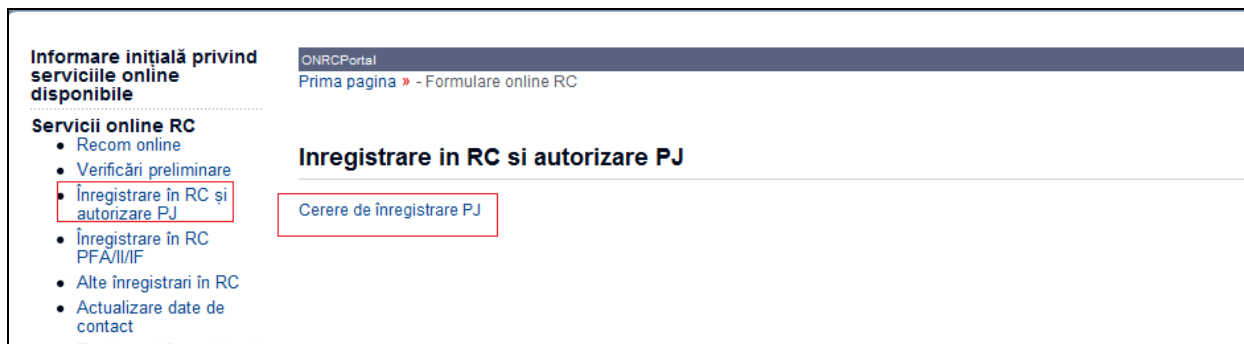 Informare inițială privind
serviciile online
disponibile
Servicii online RC
Recom online
Verificări preliminare
Înregistrare în RC și
autorizare PJ
Înregistrare în RC
PFA/II/IF
Alte înregistrari în RC
Actualizare date de
contact
ONRCPortal
Prima pagina » - Formulare online RC
Inregistrare in RC si autorizare PJ
Cerere de înregistrare PJ